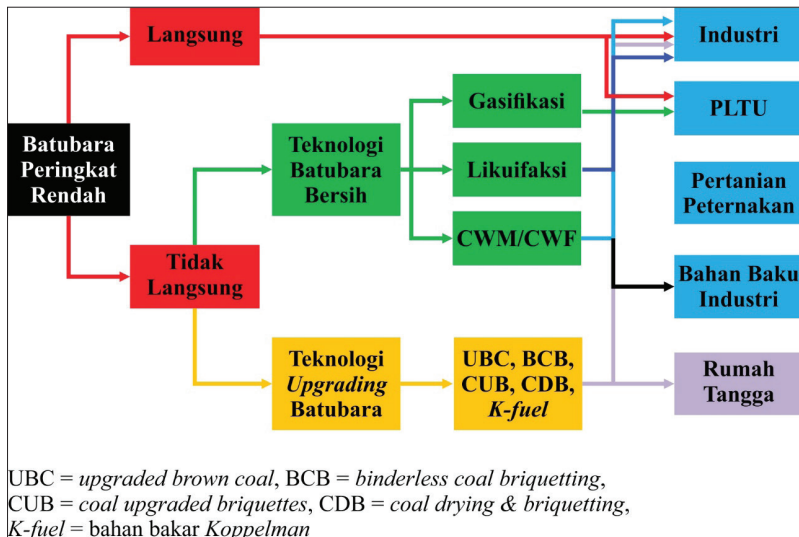 Langsung
Industri
Gasifikasi
PLTU
Batubara
Peringkat
Rendah
Teknologi
Batubara
Bersih
Likuifaksi
Pertanian
Peternakan
CWM/CWF
Tidak
Langsung
Bahan Baku
Industri
Teknologi
Upgrading
Batubara
UBC, BCB,
CUB, CDB,
K-fuel
Rumah
Tangga
UBC = upgraded brown coal, BCB = binderless coal briquetting,
CUB = coal upgraded briquettes, CDB = coal drying & briquetting,
K-fuel = bahan bakar Koppelman